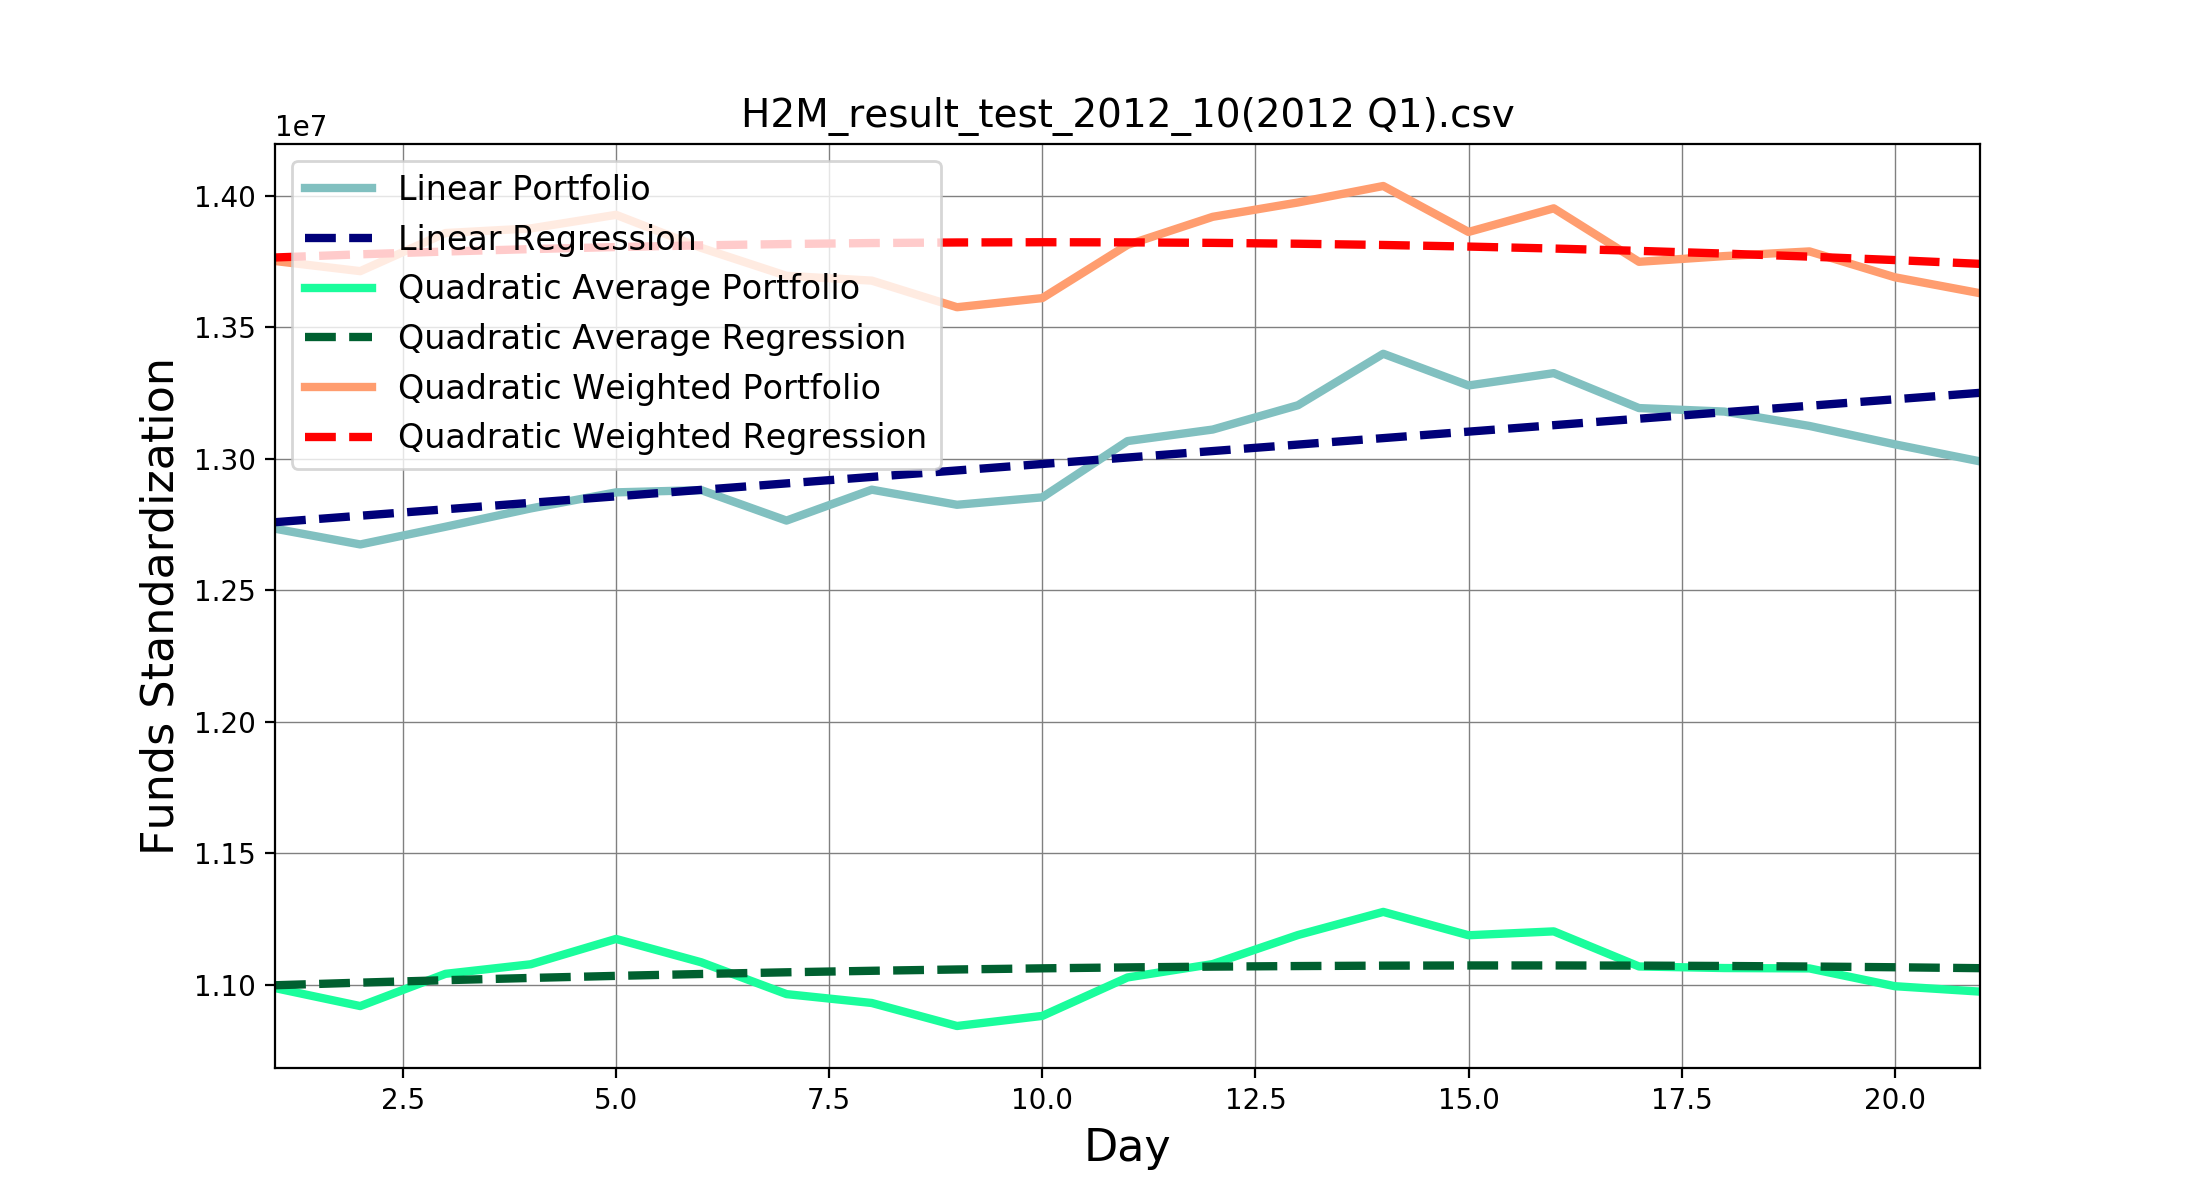 H2M_result_test_2012_10(2012 Q1).csv
1e7
1.40
1.35
1.30
1.25
1.20
1.15
1.10
Funds Standardization
Linear Portfolio
Linear Regression
Quadratic Average Portfolio
Quadratic Average Regression
Quadratic Weighted Portfolio
Quadratic Weighted Regression
2.5 5.0 7.5 10.0 12.5 15.0 17.5 20.0
Day